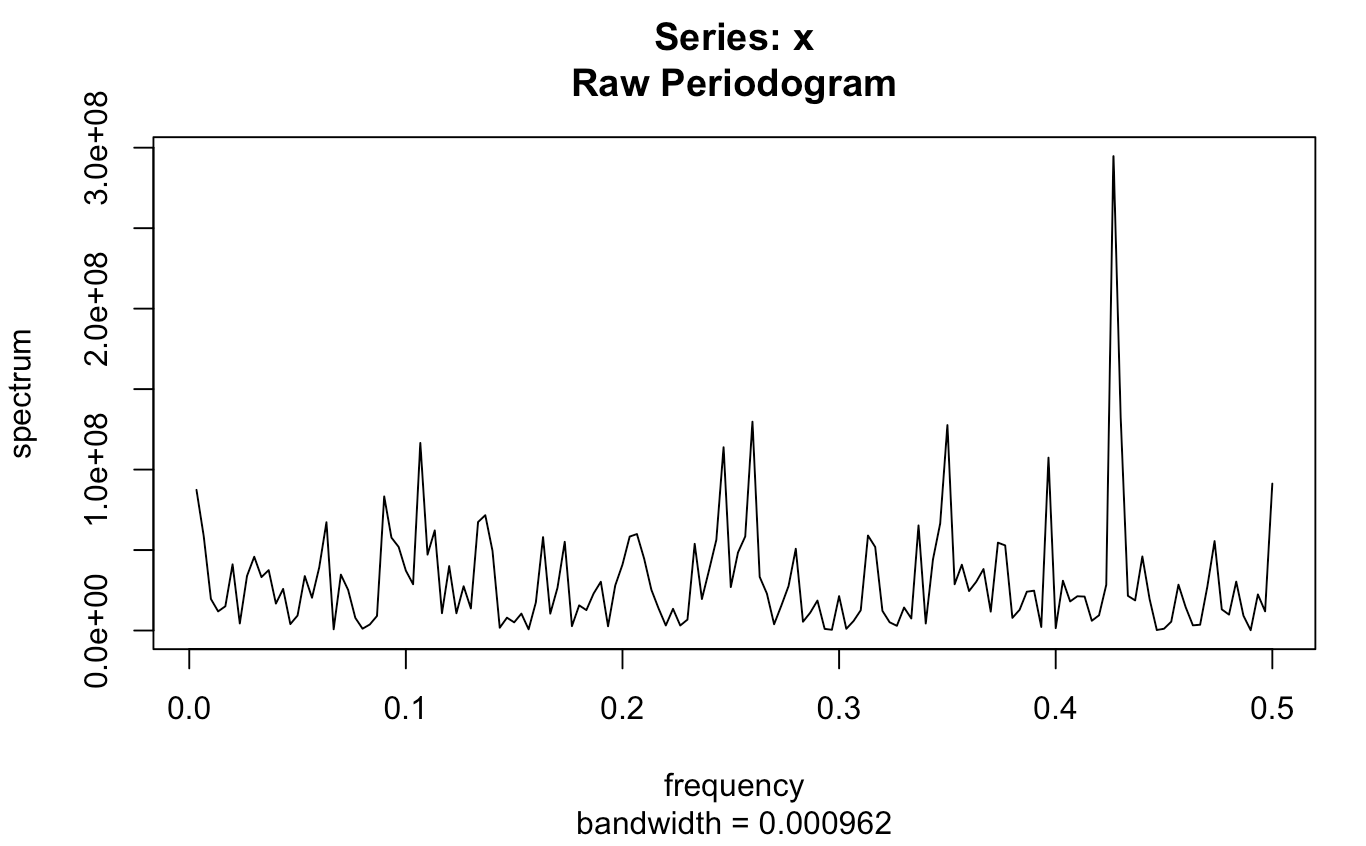 Series: x
Raw Periodogram
3.0e+08
2.0e+08
1.0e+08
0.0e+00
spectrum
0.0 0.1 0.2 0.3 0.4 0.5
frequency
bandwidth = 0.000962